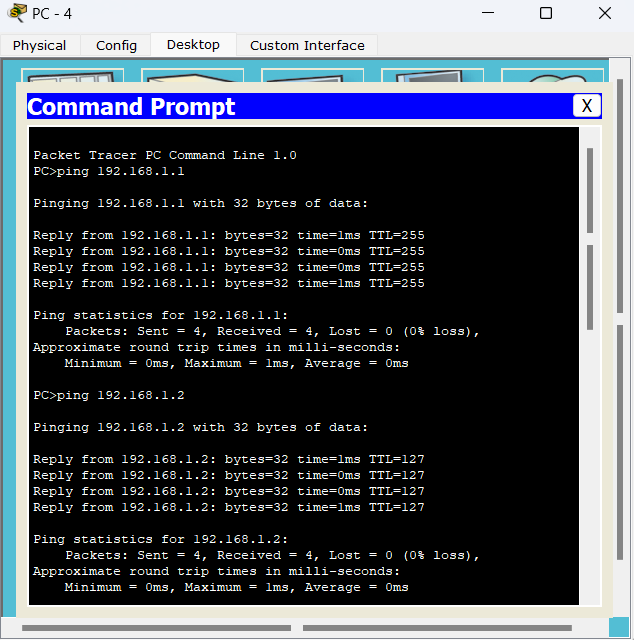 PC - 4
Physical Config Desktop Custom Interface
Command Prompt X
Packet Tracer PC Command Line 1.0
PC>ping 192.168.1.1
Pinging 192.168.1.1 with 32 bytes of data:
Reply from 192.168.1.1: bytes=32 time=1ms TTL=255
Reply from 192.168.1.1: bytes=32 time=0ms TTL=255
Reply from 192.168.1.1: bytes=32 time=0ms TTL=255
Reply from 192.168.1.1: bytes=32 time=1ms TTL=255
Ping statistics for 192.168.1.1:
Packets: Sent = 4, Received = 4, Lost = 0 (0% loss),
Approximate round trip times in milli-seconds:
Minimum = 0ms, Maximum = 1ms, Average = 0ms
PC>ping 192.168.1.2
Pinging 192.168.1.2 with 32 bytes of data:
Reply from 192.168.1.2: bytes=32 time=1ms TTL=127
Reply from 192.168.1.2: bytes=32 time=0ms TTL=127
Reply from 192.168.1.2: bytes=32 time=0ms TTL=127
Reply from 192.168.1.2: bytes=32 time=1ms TTL=127
Ping statistics for 192.168.1.2:
Packets: Sent = 4, Received = 4, Lost = 0 (0% loss),
Approximate round trip times in milli-seconds:
Minimum = 0ms, Maximum = 1ms, Average = 0ms